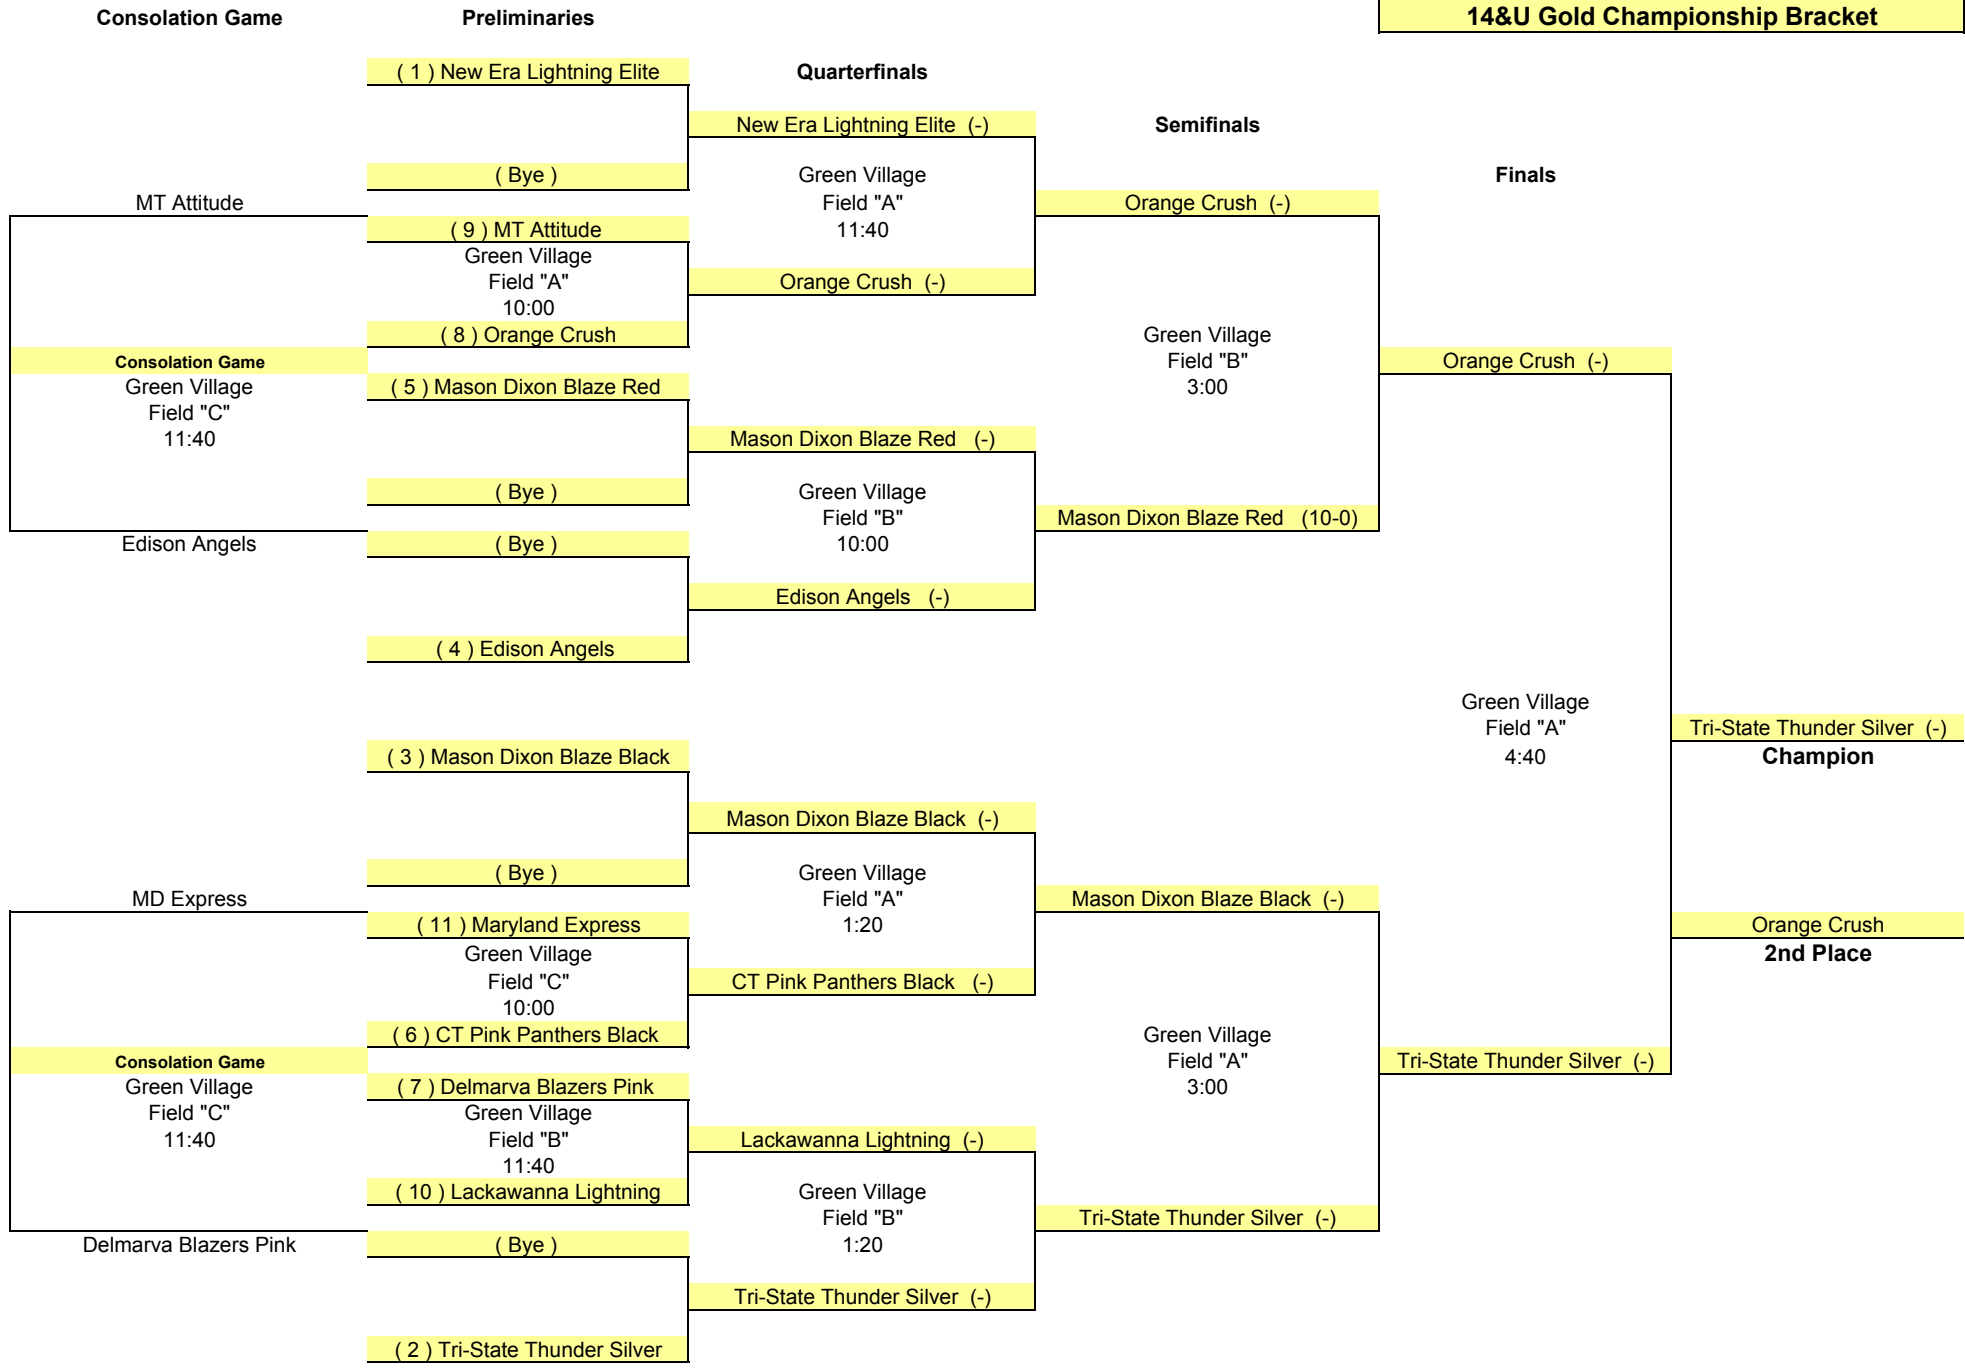 Consolation Game
Preliminaries
14&U Gold Championship Bracket
( 1 ) New Era Lightning Elite
Quarterfinals
New Era Lightning Elite (-)
Semifinals
( Bye )
Green Village
Finals
MT Attitude
Field "A"
Orange Crush (-)
( 9 ) MT Attitude
11:40
Green Village
Field "A"
Orange Crush (-)
10:00
( 8 ) Orange Crush
Green Village
Consolation Game
Field "B"
Orange Crush (-)
Green Village
( 5 ) Mason Dixon Blaze Red
3:00
Field "C"
11:40
Mason Dixon Blaze Red (-)
( Bye )
Green Village
Field "B"
Mason Dixon Blaze Red (10-0)
Edison Angels
( Bye )
10:00
Edison Angels (-)
( 4 ) Edison Angels
Green Village
Field "A"
Tri-State Thunder Silver (-)
( 3 ) Mason Dixon Blaze Black
4:40
Champion
Mason Dixon Blaze Black (-)
( Bye )
Green Village
MD Express
Field "A"
Mason Dixon Blaze Black (-)
( 11 ) Maryland Express
1:20
Orange Crush
Green Village
2nd Place
Field "C"
CT Pink Panthers Black (-)
10:00
( 6 ) CT Pink Panthers Black
Green Village
Consolation Game
Field "A"
Tri-State Thunder Silver (-)
Green Village
( 7 ) Delmarva Blazers Pink
3:00
Field "C"
Green Village
11:40
Field "B"
Lackawanna Lightning (-)
11:40
( 10 ) Lackawanna Lightning
Green Village
Field "B"
Tri-State Thunder Silver (-)
Delmarva Blazers Pink
( Bye )
1:20
Tri-State Thunder Silver (-)
( 2 ) Tri-State Thunder Silver